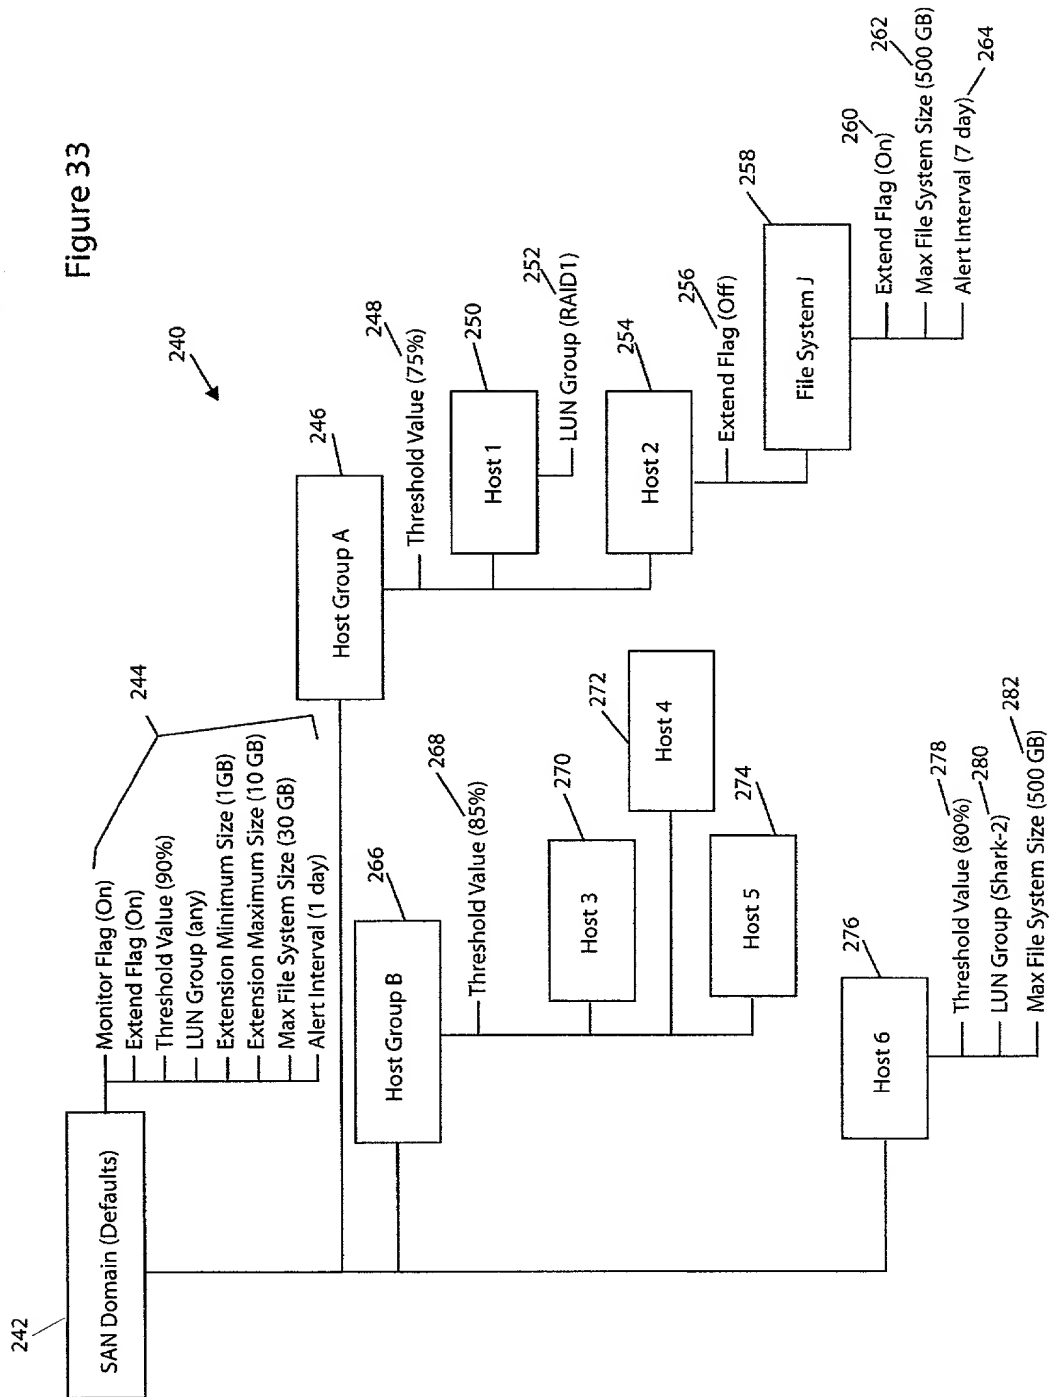 Figure 33
240
242
SAN Domain (Defaults)
244
Monitor Flag (On)
Extend Flag (On)
Threshold Value (90%)
LUN Group (any)
Extension Minimum Size (1GB)
Extension Maximum Size (10 GB)
Max File System Size (30 GB)
Alert Interval (1 day)
246
Host Group A
248
Threshold Value (75%)
250
Host 1
252
LUN Group (RAID1)
254
Host 2
256
Extend Flag (Off)
258
File System J
260
Extend Flag (On)
262
Max File System Size (500 GB)
Alert Interval (7 day)
264
266
Host Group B
268
Threshold Value (85%)
270
Host 3
272
Host 4
274
Host 5
276
Host 6
278
Threshold Value (80%)
280
LUN Group (Shark-2)
282
Max File System Size (500 GB)